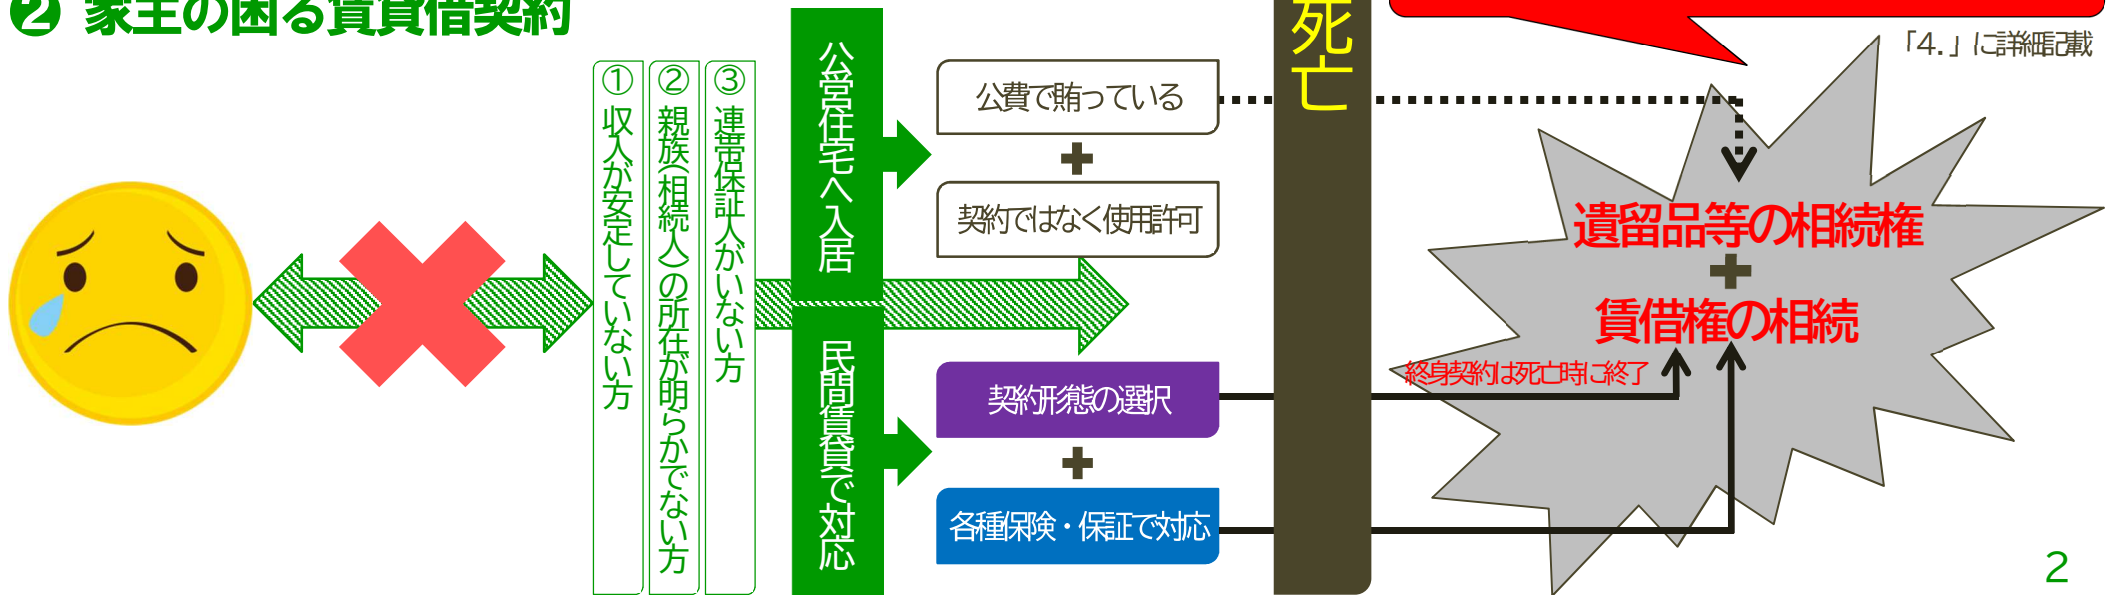 ❷ 家主の困る賃貸借契約
① 収入が安定していない方
② 親族(相続人)の所在が明らかでない方
③ 連帯保証人がいない方
公営住宅へ入居
民間賃貸で対応
公費で賄っている
契約ではなく使用許可
契約形態の選択
各種保険・保証で対応
死亡
「4.」に詳細記載
遺留品等の相続権
賃借権の相続
終身契約は死亡時に終了
2